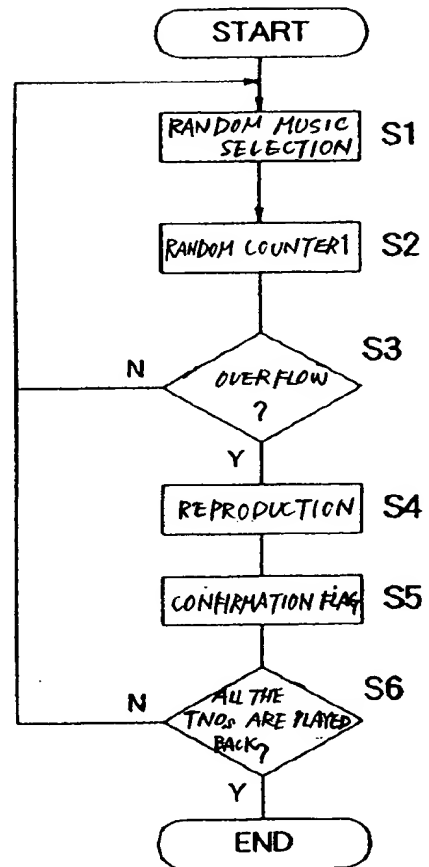 START
RANDOM MUSIC
SELECTION
S1
RANDOM COUNTER1
S2
S3
N
OVERFLOW
?
Y
REPRODUCTION
S4
CONFIRMATION FLAG
S5
S6
N
ALL THE
TNOs ARE PLAYED
BACK?
Y
END